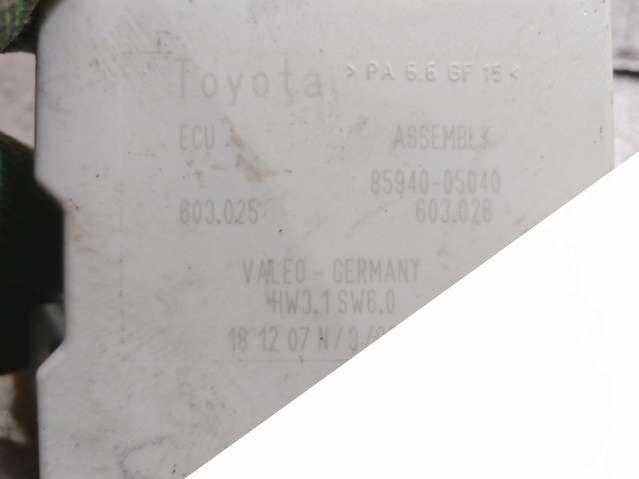 Toyota >PA 6.E GF 15<
ECU ASSEMBLY
85940-05040
603.025 603.026
VALEO - GERMANY
HW3.1 SW6.0
18 12 07 N/J/